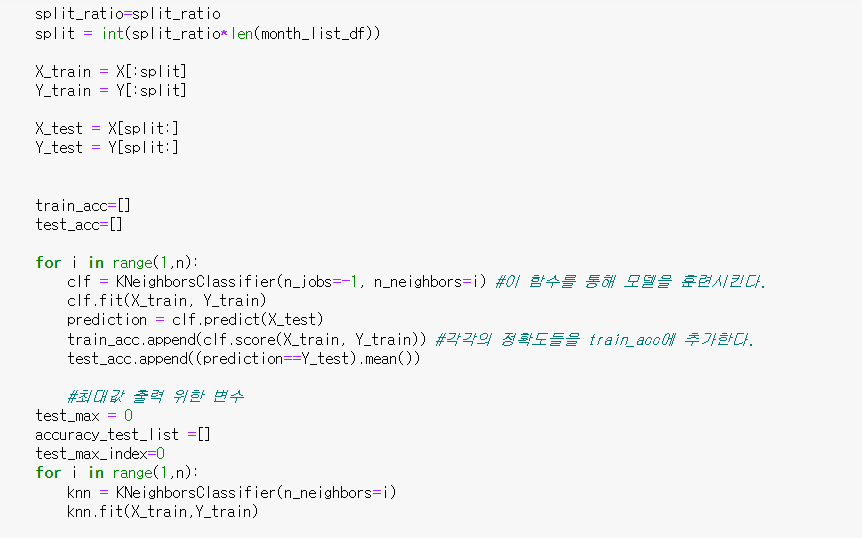 split_ratio=split_ratio
split = int(split_ratio*len(month_list_df))
X_train = X[:split]
Y_train = Y[:split]
X_test = X[split:]
Y_test = Y[split:]
train_acc=[]
test_acc=[]
for i in range(1,n):
clf = KNeighborsClassifier(n_jobs=-1, n_neighbors=i) #이 함수를 통해 모델을 훈련시킨다.
clf.fit(X_train, Y_train)
prediction = clf.predict(X_test)
train_acc.append(clf.score(X_train, Y_train)) #각각의 정확도들을 train_acc에 추가한다.
test_acc.append((prediction==Y_test).mean())
#최대값 출력 위한 변수
test_max = 0
accuracy_test_list =[]
test_max_index=0
for i in range(1,n):
knn = KNeighborsClassifier(n_neighbors=i)
knn.fit(X_train,Y_train)